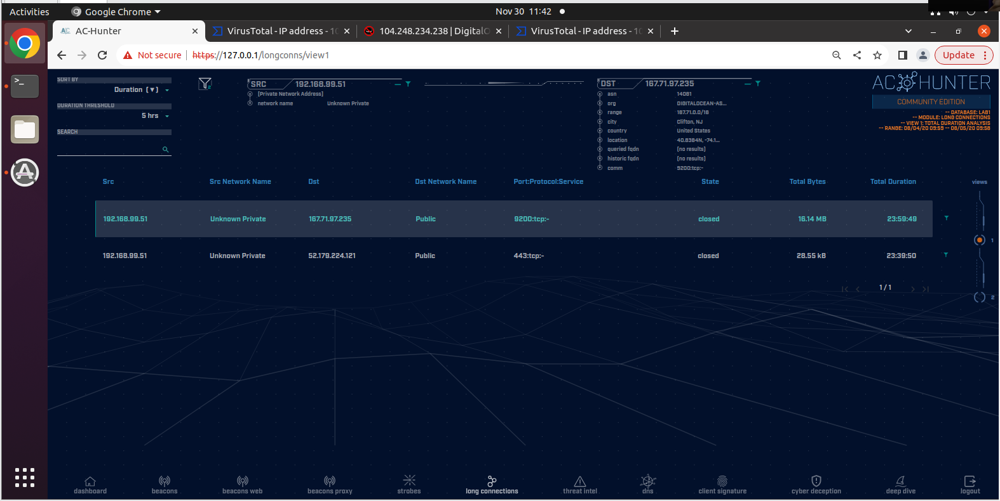 Activities Google Chrome Nov 30 11:42
AC-Hunter VirusTotal - IP address - 10 104.248.234.238 | DigitalO VirusTotal - IP address - 10
Not secure https://127.0.0.1/longconns/view1 Update
SORT BY
Duration [▼]
DURATION THRESHOLD
5 hrs
SEARCH
2
SRC 192.168.99.51
[Private Network Address]
network name Unknown Private
DST 167.71.97.235
asn 14061
org DIGITALOCEAN-AS...
range 167.71.0.0/16
city Clifton, NJ
country United States
location 40.8364N, -74.1...
queried fqdn [no results]
historic fqdn [no results]
comm 9200:tcp:-
AC HUNTER
COMMUNITY EDITION
-- DATABASE: LAB1
-- MODULE: LONG CONNECTIONS
-- VIEW 1: TOTAL DURATION ANALYSIS
-- RANGE: 06/04/20 09:59 -- 06/05/20 09:58
Src Src Network Name Dst Dst Network Name Port:Protocol:Service State Total Bytes Total Duration
192.168.99.51 Unknown Private 167.71.97.235 Public 9200:tcp:- closed 16.14 MB 23:59:49
192.168.99.51 Unknown Private 52.179.224.121 Public 443:tcp:- closed 28.55 kB 23:39:50
1 / 1
views
1
2
dashboard beacons beacons web beacons proxy strobes long connections threat intel dns client signature cyber deception deep dive logout